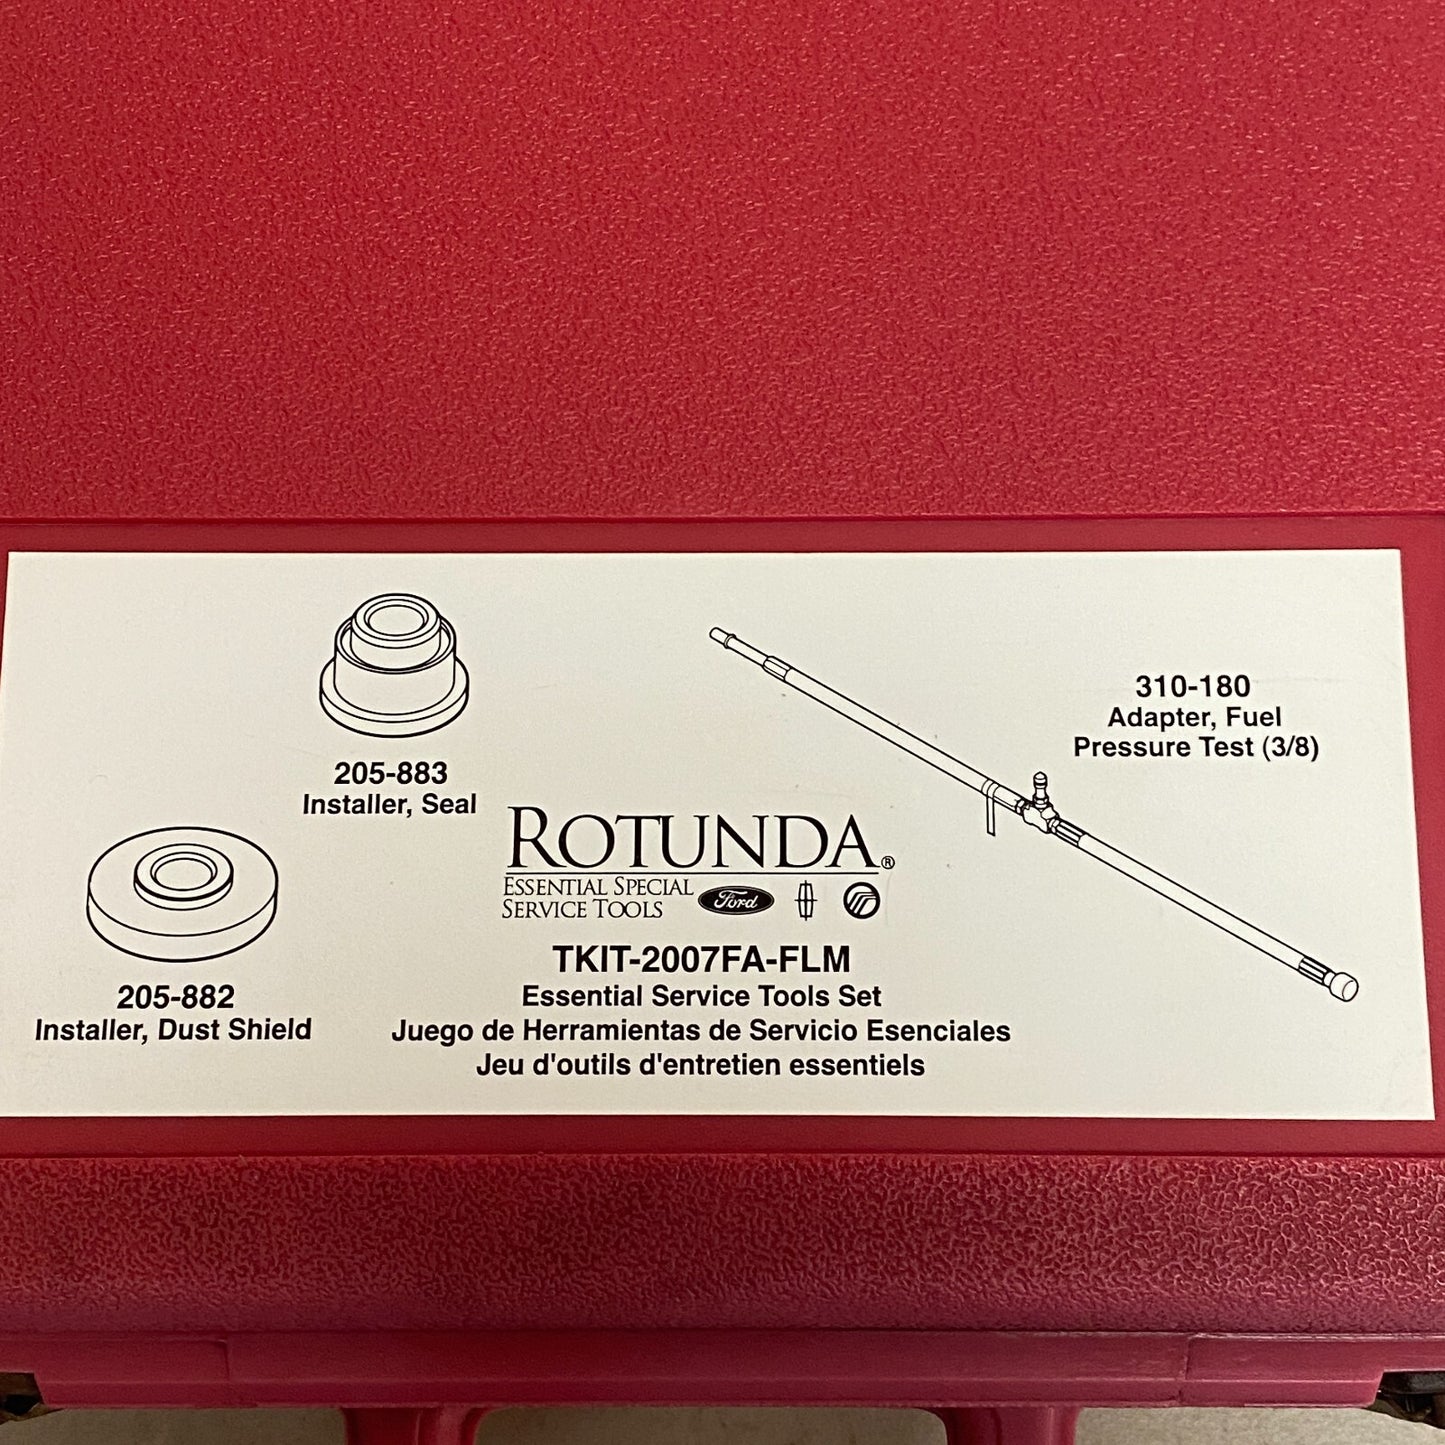 205-883
Installer, Seal
310-180
Adapter, Fuel
Pressure Test (3/8)
205-882
Installer, Dust Shield
ROTUNDA®
ESSENTIAL SPECIAL
SERVICE TOOLS
Ford
TKIT-2007FA-FLM
Essential Service Tools Set
Juego de Herramientas de Servicio Esenciales
Jeu d'outils d'entretien essentiels